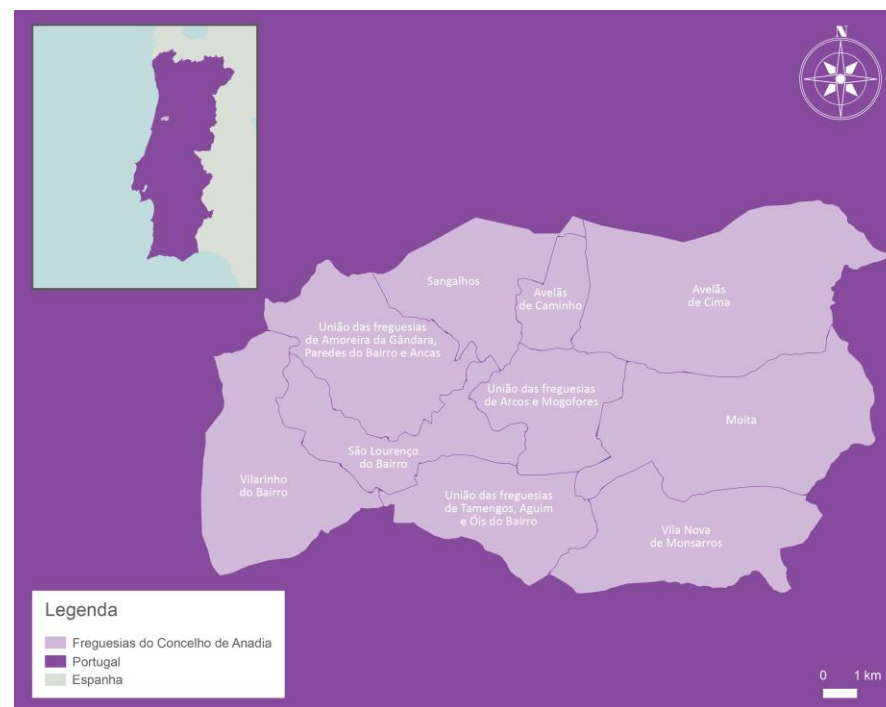 N
Sangalhos
Avelãs
de Caminho
Avelãs
de Cima
União das freguesias
de Amoreira da Gândara,
Paredes do Bairro e Ancas
União das freguesias
de Arcos e Mogofores
Moita
São Lourenço
do Bairro
Vilarinho
do Bairro
União das freguesias
de Tamengos, Aguim
e Óis do Bairro
Vila Nova
de Monsarros
Legenda
Freguesias do Concelho de Anadia
Portugal
Espanha
0 1 km